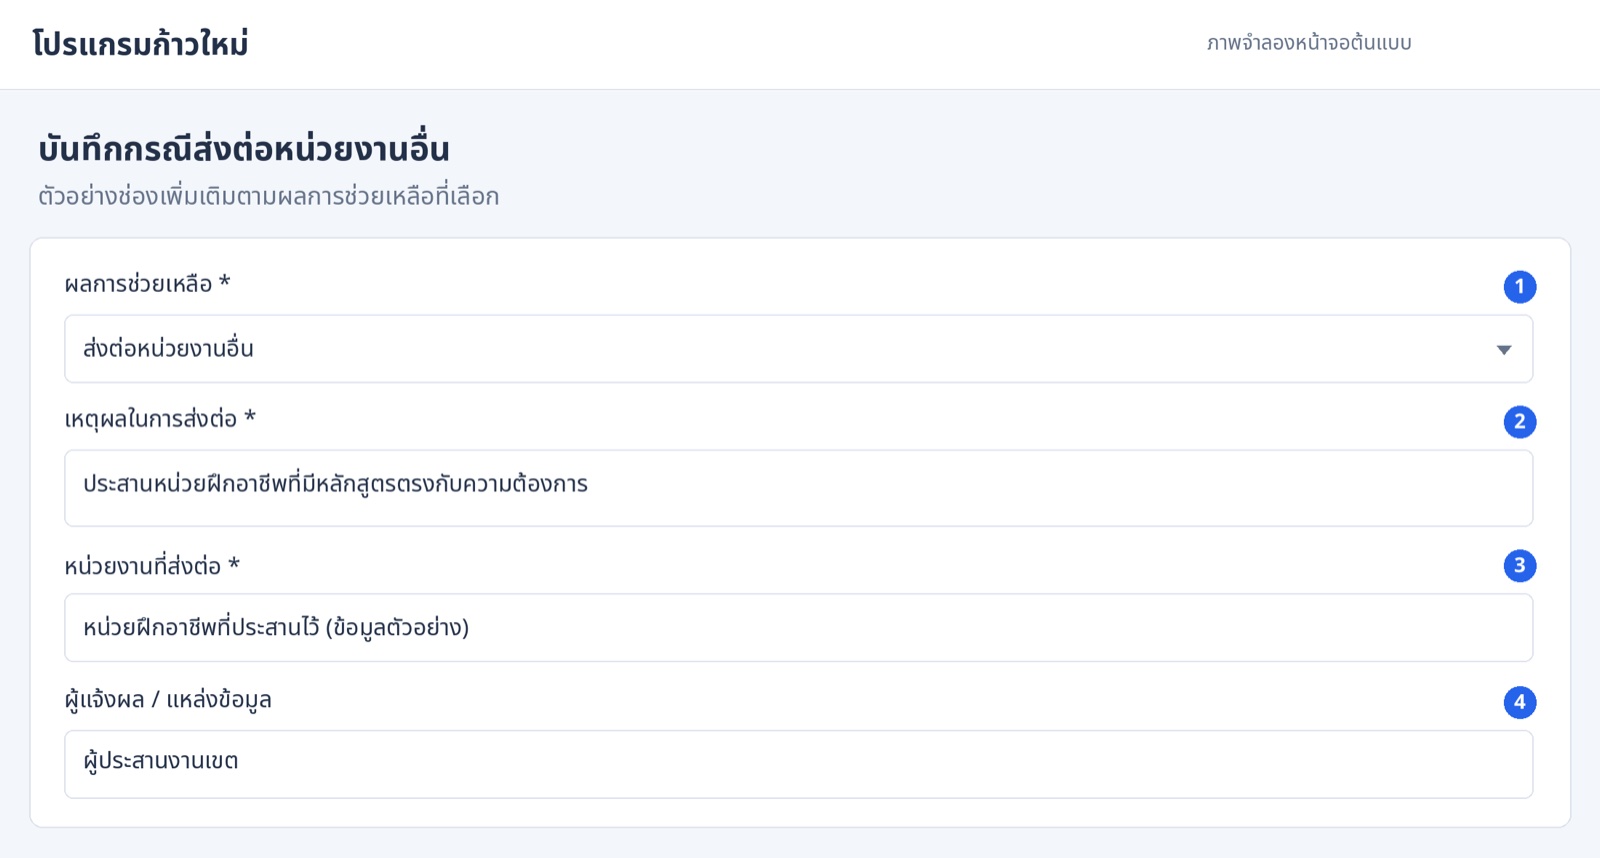 โปรแกรมก้าวใหม่
ภาพจำลองหน้าจอต้นแบบ
บันทึกกรณีส่งต่อหน่วยงานอื่น
ตัวอย่างช่องเพิ่มเติมตามผลการช่วยเหลือที่เลือก
ผลการช่วยเหลือ *
1
ส่งต่อหน่วยงานอื่น
เหตุผลในการส่งต่อ *
2
ประสานหน่วยฝึกอาชีพที่มีหลักสูตรตรงกับความต้องการ
หน่วยงานที่ส่งต่อ *
3
หน่วยฝึกอาชีพที่ประสานไว้ (ข้อมูลตัวอย่าง)
ผู้แจ้งผล / แหล่งข้อมูล
4
ผู้ประสานงานเขต